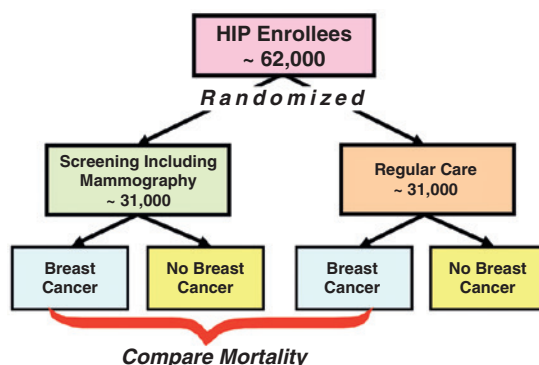 HIP Enrollees
~ 62,000
Randomized
Screening Including
Mammography
~ 31,000
Regular Care
~ 31,000
Breast
Cancer
No Breast
Cancer
Breast
Cancer
No Breast
Cancer
Compare Mortality